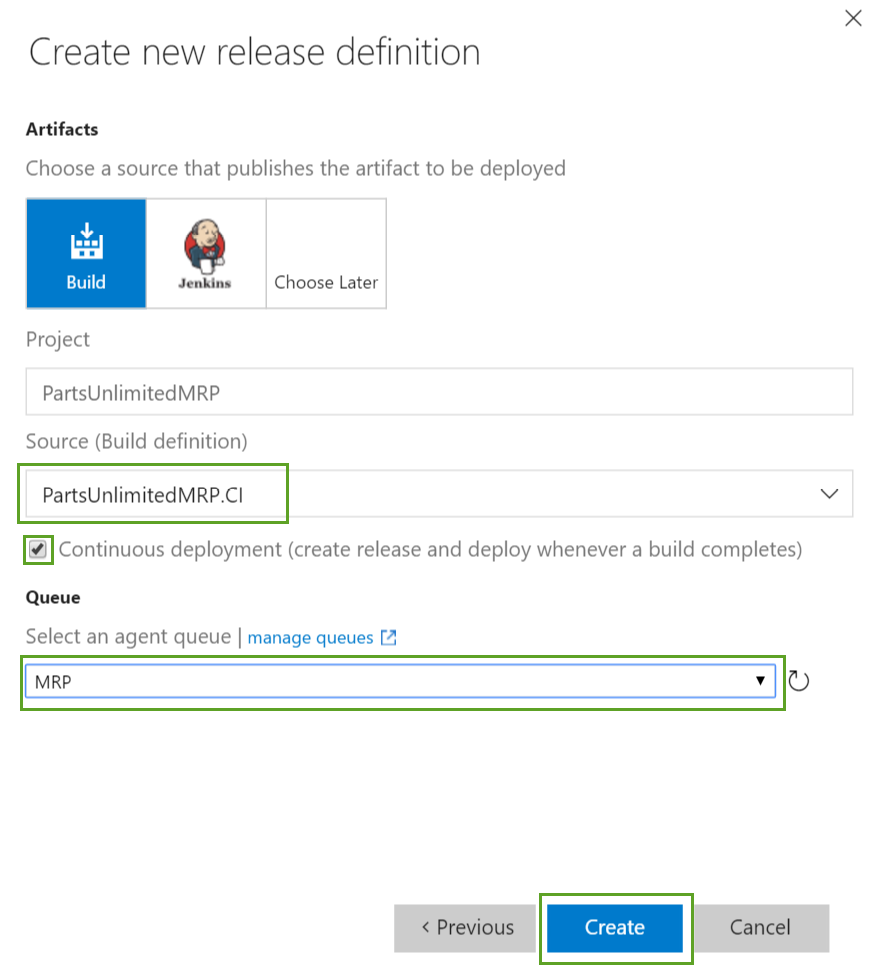 Create new release definition
Artifacts
Choose a source that publishes the artifact to be deployed
Build
Jenkins
Choose Later
Project
PartsUnlimitedMRP
Source (Build definition)
PartsUnlimitedMRP.CI
Continuous deployment (create release and deploy whenever a build completes)
Queue
Select an agent queue | manage queues
MRP
‹ Previous
Create
Cancel